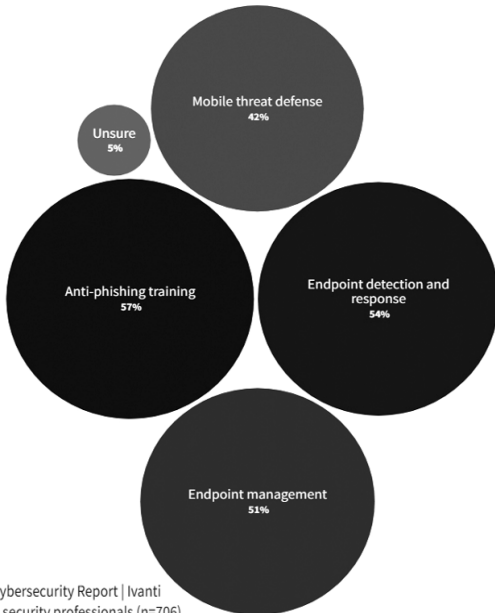 Mobile threat defense
42%
Unsure
5%
Anti-phishing training
57%
Endpoint detection and
response
54%
Endpoint management
51%
ybersecurity Report | Ivanti
security professionals (n=706)